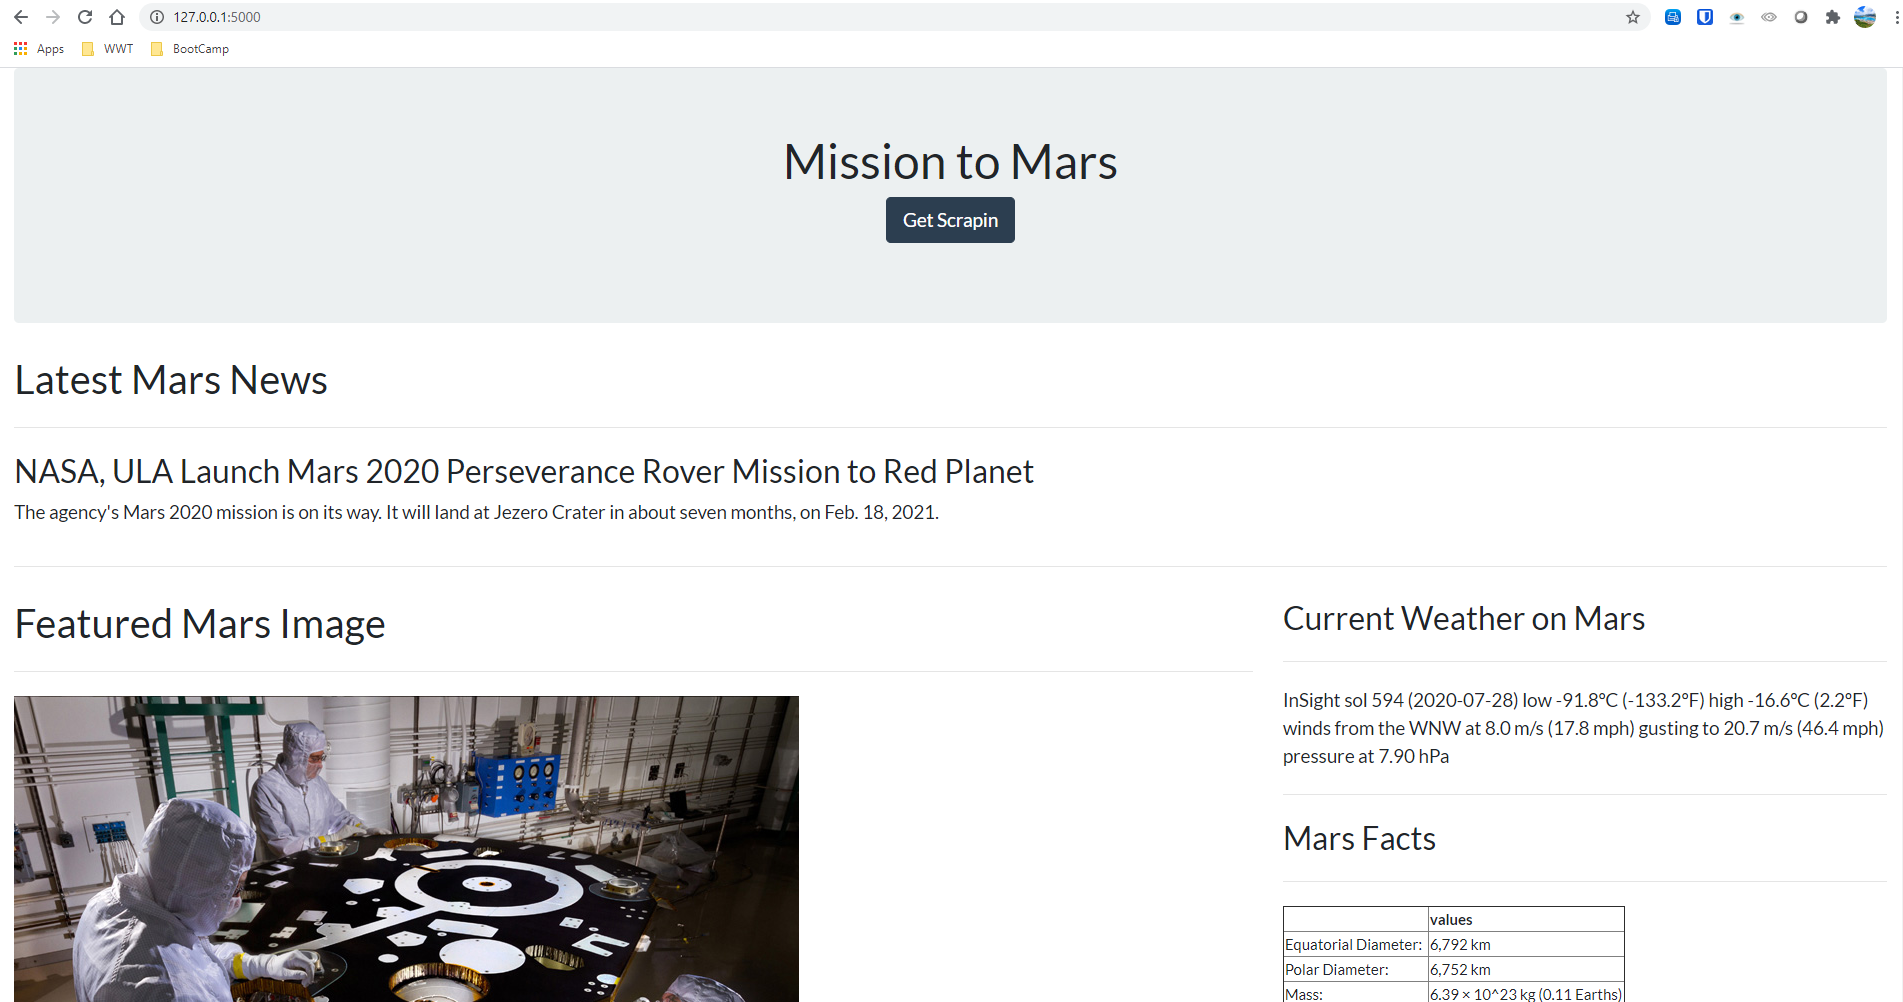 127.0.0.1:5000
Apps WWT BootCamp
Mission to Mars
Get Scrapin
Latest Mars News
NASA, ULA Launch Mars 2020 Perseverance Rover Mission to Red Planet
The agency's Mars 2020 mission is on its way. It will land at Jezero Crater in about seven months, on Feb. 18, 2021.
Featured Mars Image
Current Weather on Mars
InSight sol 594 (2020-07-28) low -91.8ºC (-133.2ºF) high -16.6ºC (2.2ºF)
winds from the WNW at 8.0 m/s (17.8 mph) gusting to 20.7 m/s (46.4 mph)
pressure at 7.90 hPa
Mars Facts
values
Equatorial Diameter: 6,792 km
Polar Diameter: 6,752 km
Mass: 6.39 × 10^23 kg (0.11 Earths)